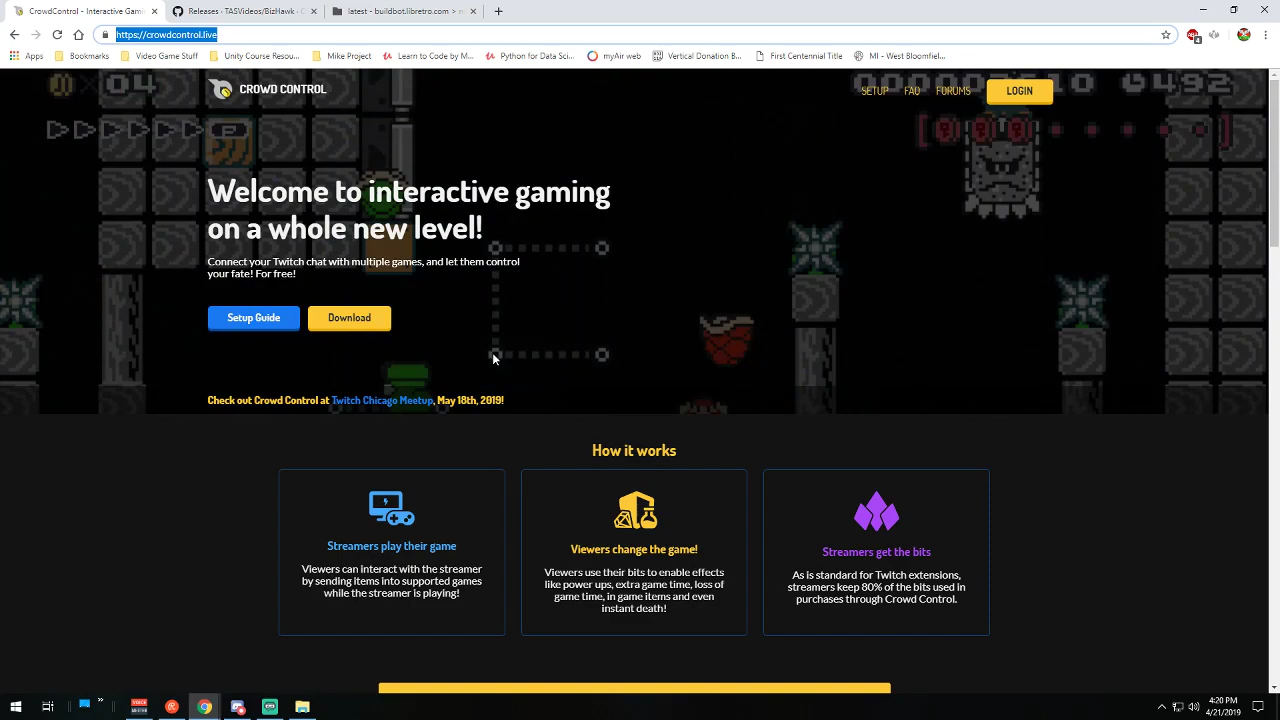 CrowdControl - Interactive Gamin
Releases · TASVideos/BizHawk · G
latest – buildbot.libretro.com > n
https://crowdcontrol.live
Apps
Bookmarks
Video Game Stuff
Unity Course Resou...
Mike Project
Learn to Code by M...
Python for Data Sci...
myAir web
Vertical Donation B...
First Centennial Title
MI - West Bloomfiel...
04
CROWD CONTROL
SETUP
FAQ
FORUMS
LOGIN
P
Welcome to interactive gaming
on a whole new level!
Connect your Twitch chat with multiple games, and let them control
your fate! For free!
Setup Guide
Download
Check out Crowd Control at Twitch Chicago Meetup, May 18th, 2019!
How it works
Streamers play their game
Viewers can interact with the streamer
by sending items into supported games
while the streamer is playing!
Viewers change the game!
Viewers use their bits to enable effects
like power ups, extra game time, loss of
game time, in game items and even
instant death!
Streamers get the bits
As is standard for Twitch extensions,
streamers keep 80% of the bits used in
purchases through Crowd Control.
4:20 PM
4/21/2019